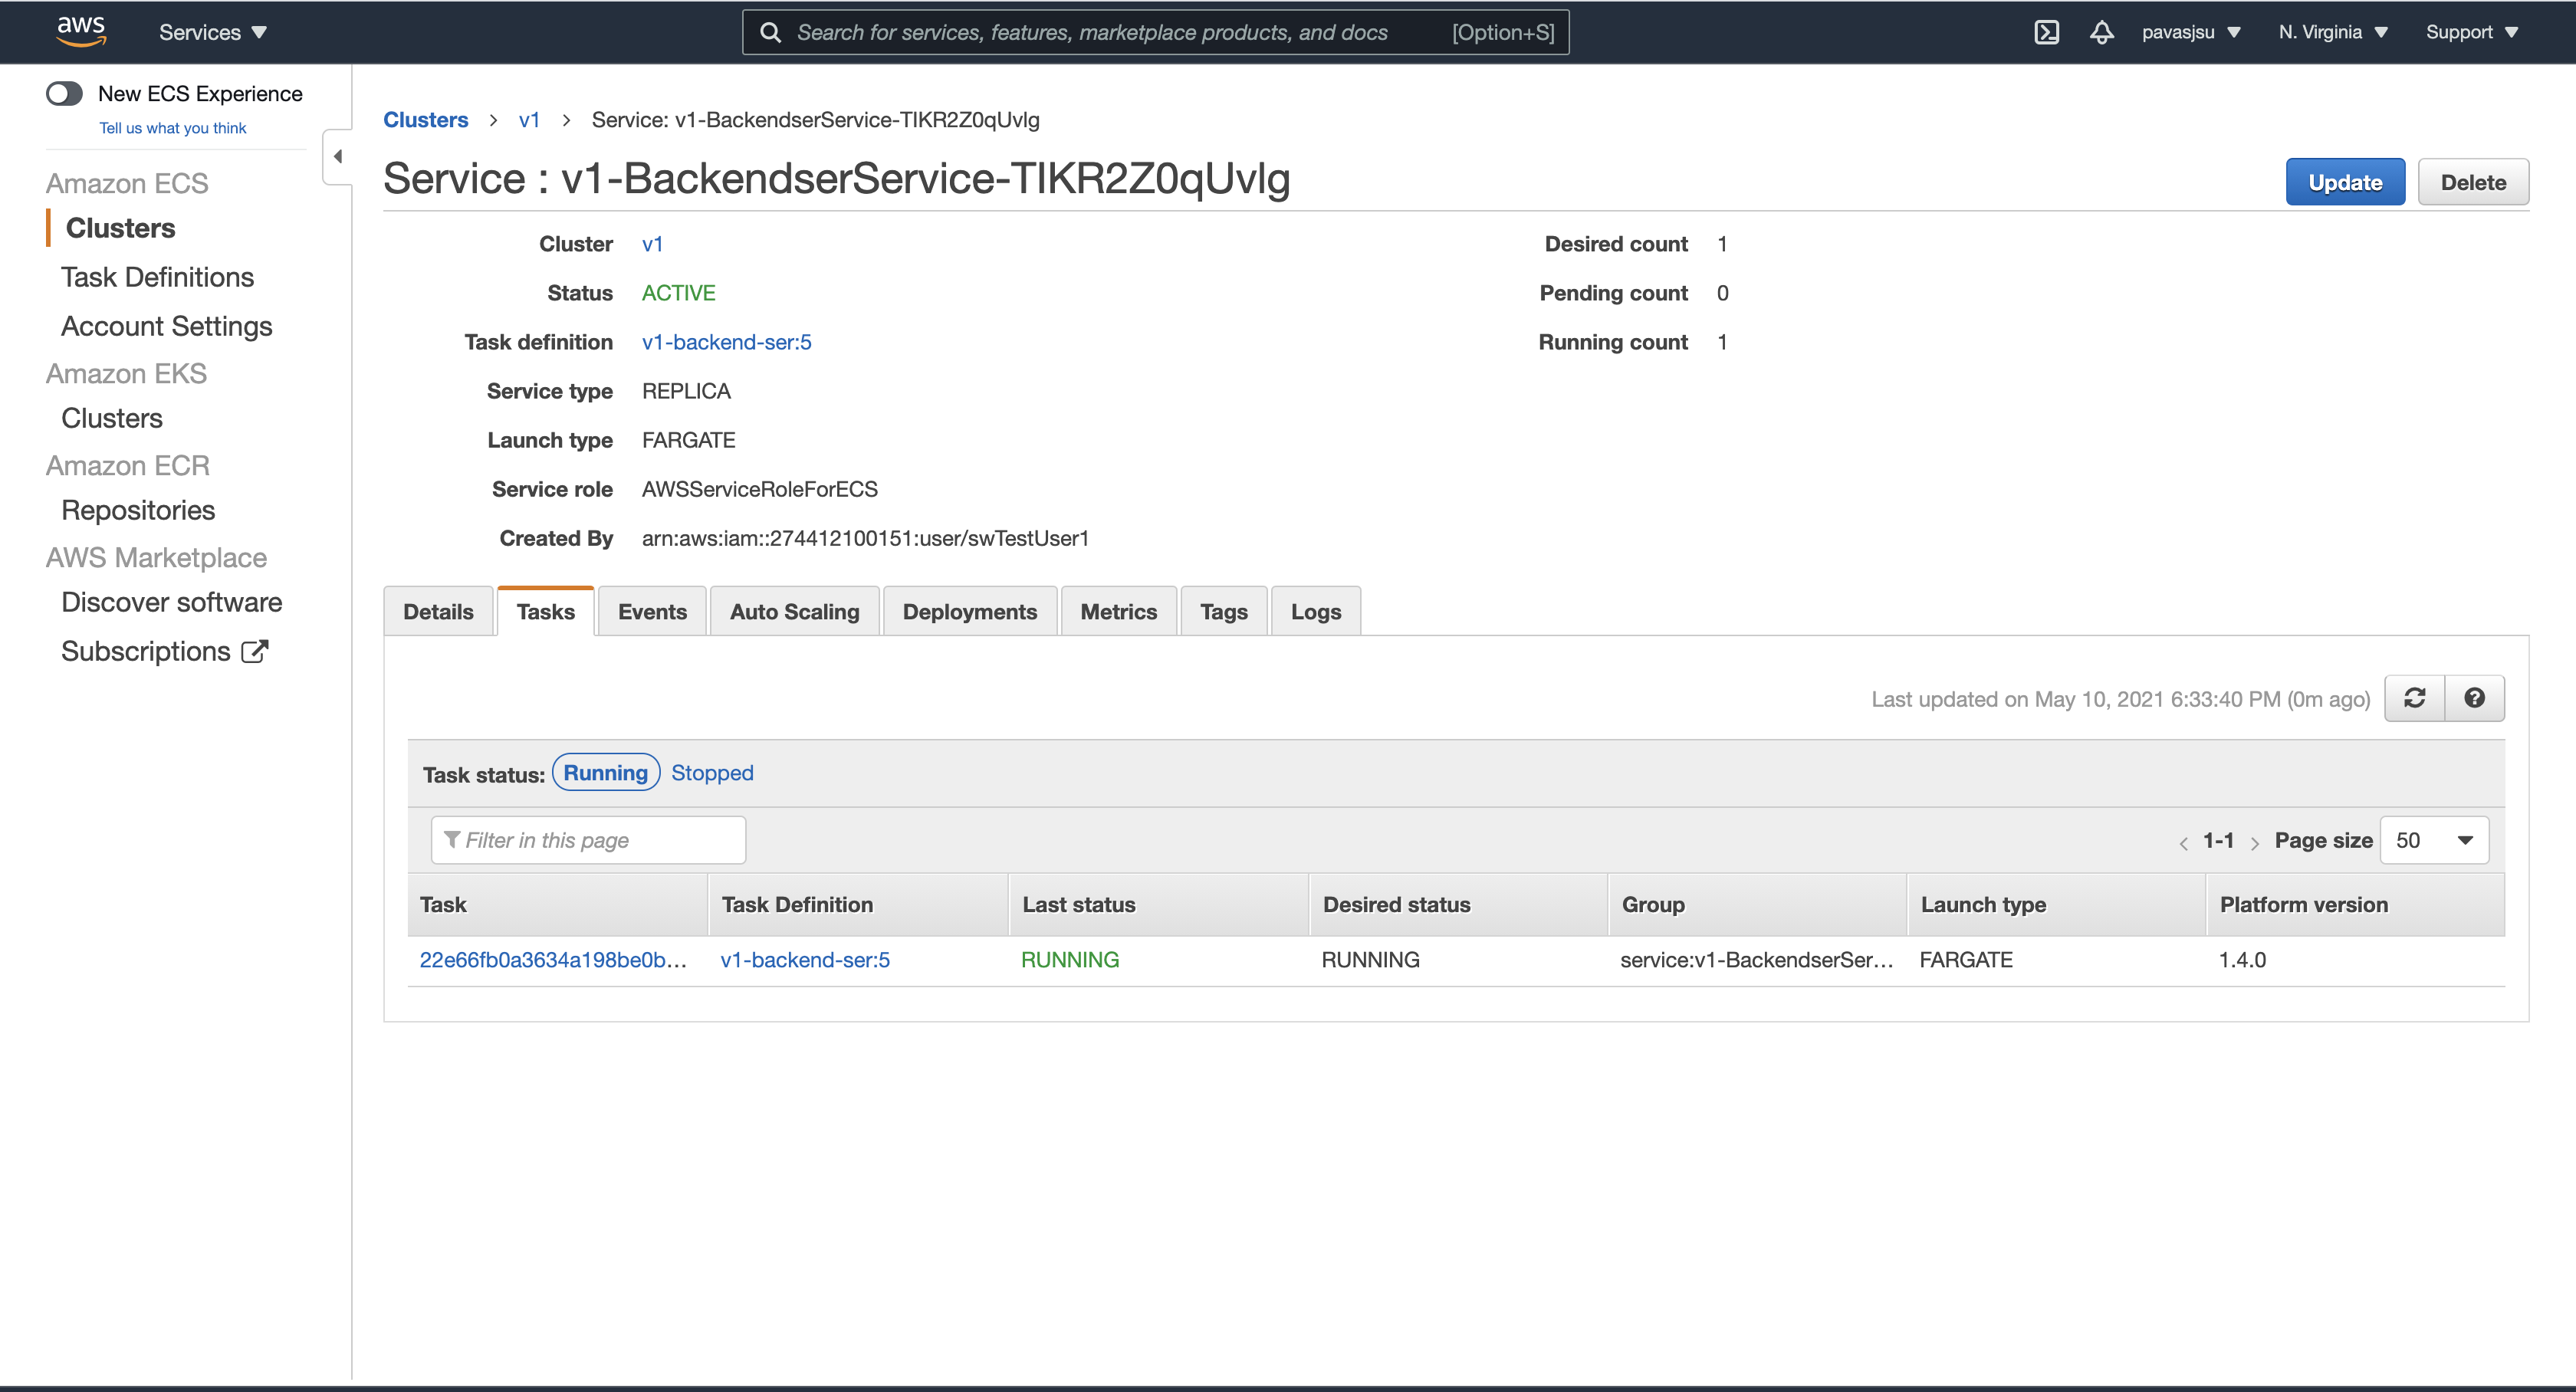 aws
Services ▼
Search for services, features, marketplace products, and docs [Option+S]
pavasjsu ▼ N. Virginia ▼ Support ▼
New ECS Experience
Tell us what you think
Amazon ECS
Clusters
Task Definitions
Account Settings
Amazon EKS
Clusters
Amazon ECR
Repositories
AWS Marketplace
Discover software
Subscriptions
Clusters > v1 > Service: v1-BackendserService-TIKR2Z0qUvlg
Service : v1-BackendserService-TIKR2Z0qUvlg
Update Delete
Cluster v1
Status ACTIVE
Task definition v1-backend-ser:5
Service type REPLICA
Launch type FARGATE
Service role AWSServiceRoleForECS
Created By arn:aws:iam::274412100151:user/swTestUser1
Desired count 1
Pending count 0
Running count 1
Details Tasks Events Auto Scaling Deployments Metrics Tags Logs
Last updated on May 10, 2021 6:33:40 PM (0m ago)
Task status: Running Stopped
Filter in this page
< 1-1 > Page size 50
Task Task Definition Last status Desired status Group Launch type Platform version
22e66fb0a3634a198be0b... v1-backend-ser:5 RUNNING RUNNING service:v1-BackendserSer... FARGATE 1.4.0